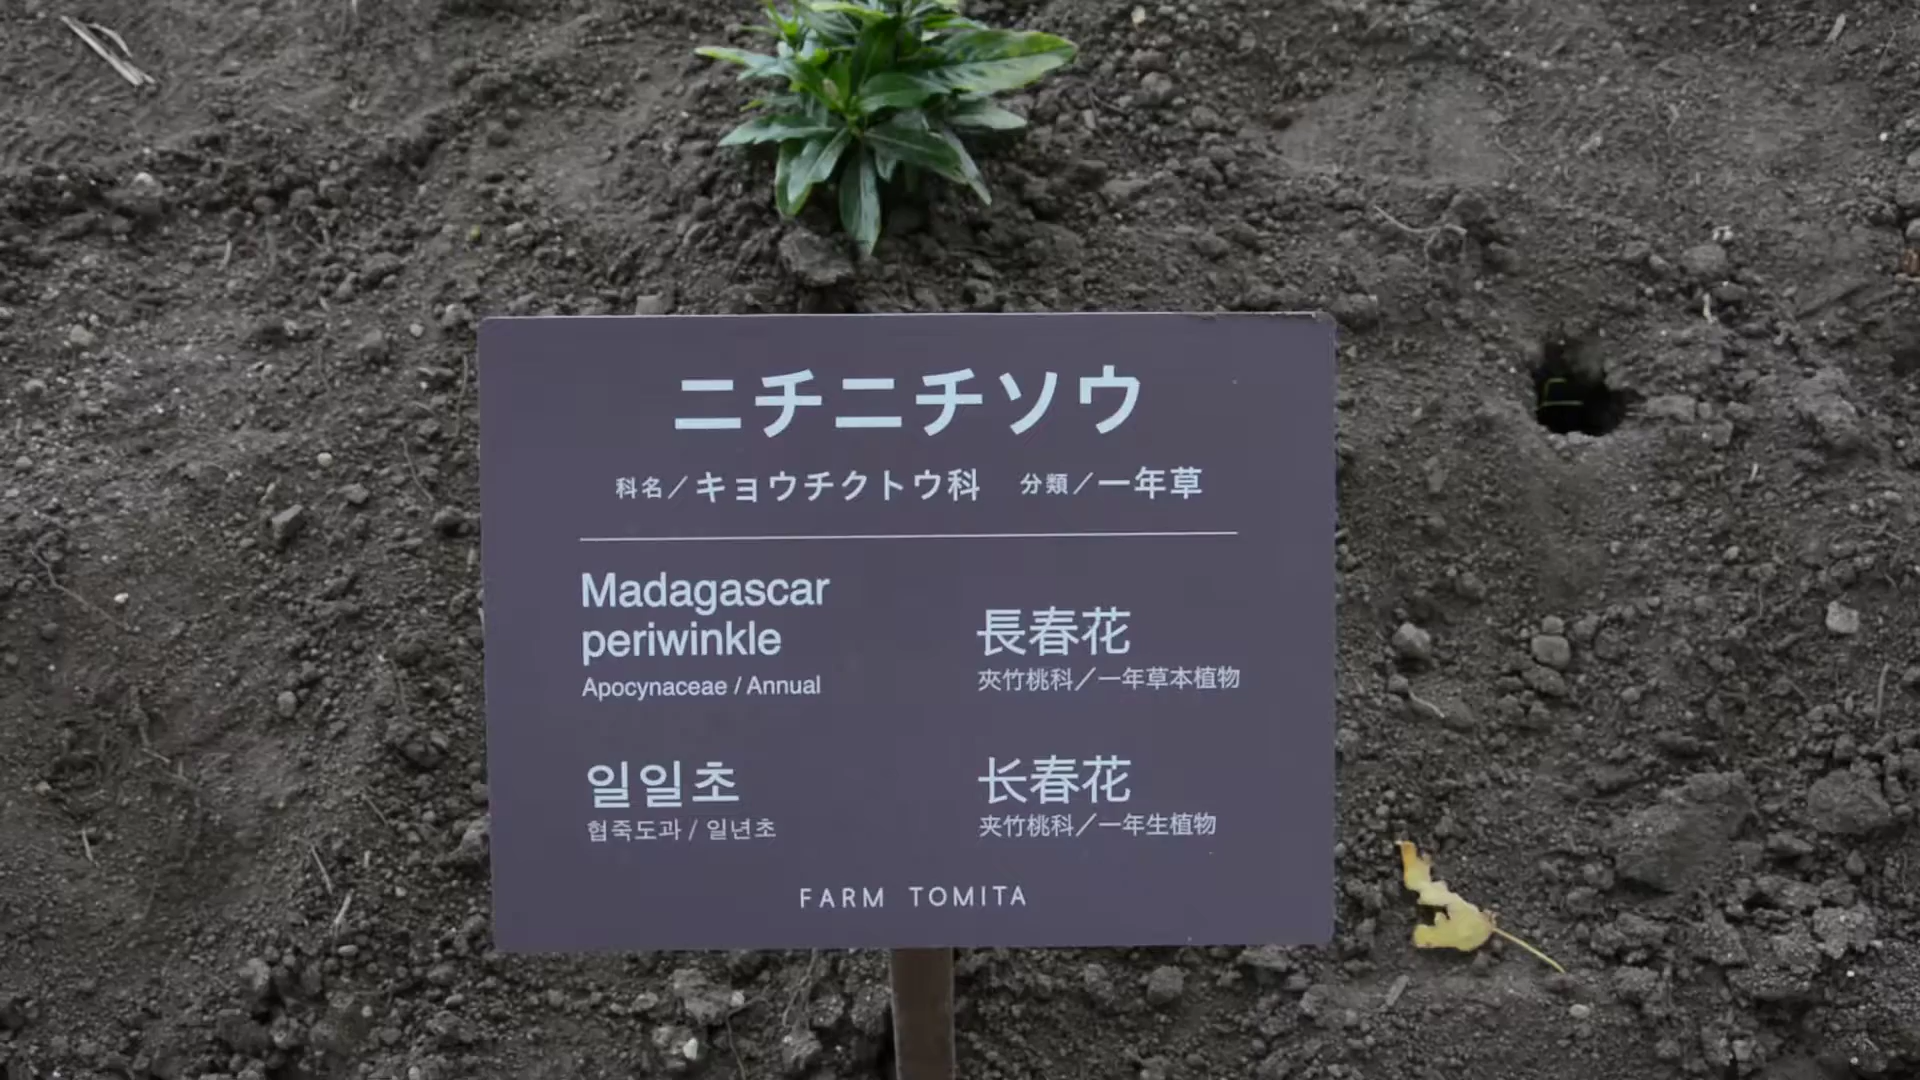 ニチニチソウ
科名／キョウチクトウ科 分類／一年草
Madagascar
periwinkle
Apocynaceae / Annual
長春花
夾竹桃科／一年草本植物
일일초
협죽도과 / 일년초
长春花
夹竹桃科／一年生植物
FARM TOMITA